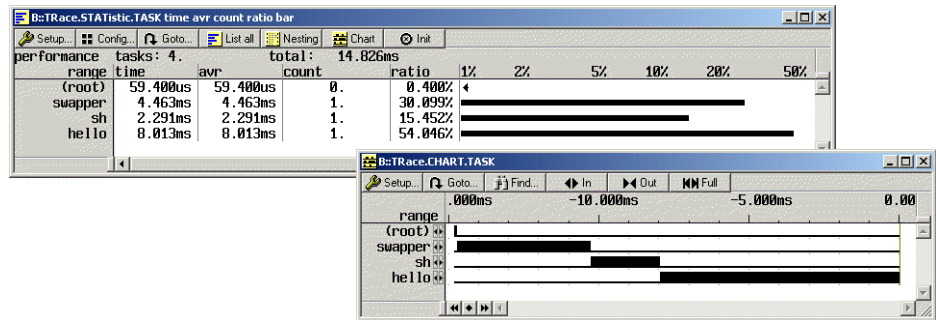 B::TRace.STATistic.TASK time avr count ratio bar
Setup... Config... Goto... List all Nesting Chart Init
performance tasks: 4. total: 14.826ms
range time avr count ratio 1% 2% 5% 10% 20% 50%
(root) 59.400us 59.400us 0. 0.400%
swapper 4.463ms 4.463ms 1. 30.099%
sh 2.291ms 2.291ms 1. 15.452%
hello 8.013ms 8.013ms 1. 54.046%
B::TRace.CHART.TASK
Setup... Goto... Find... In Out Full
.000ms -10.000ms -5.000ms 0.00
range
(root)
swapper
sh
hello